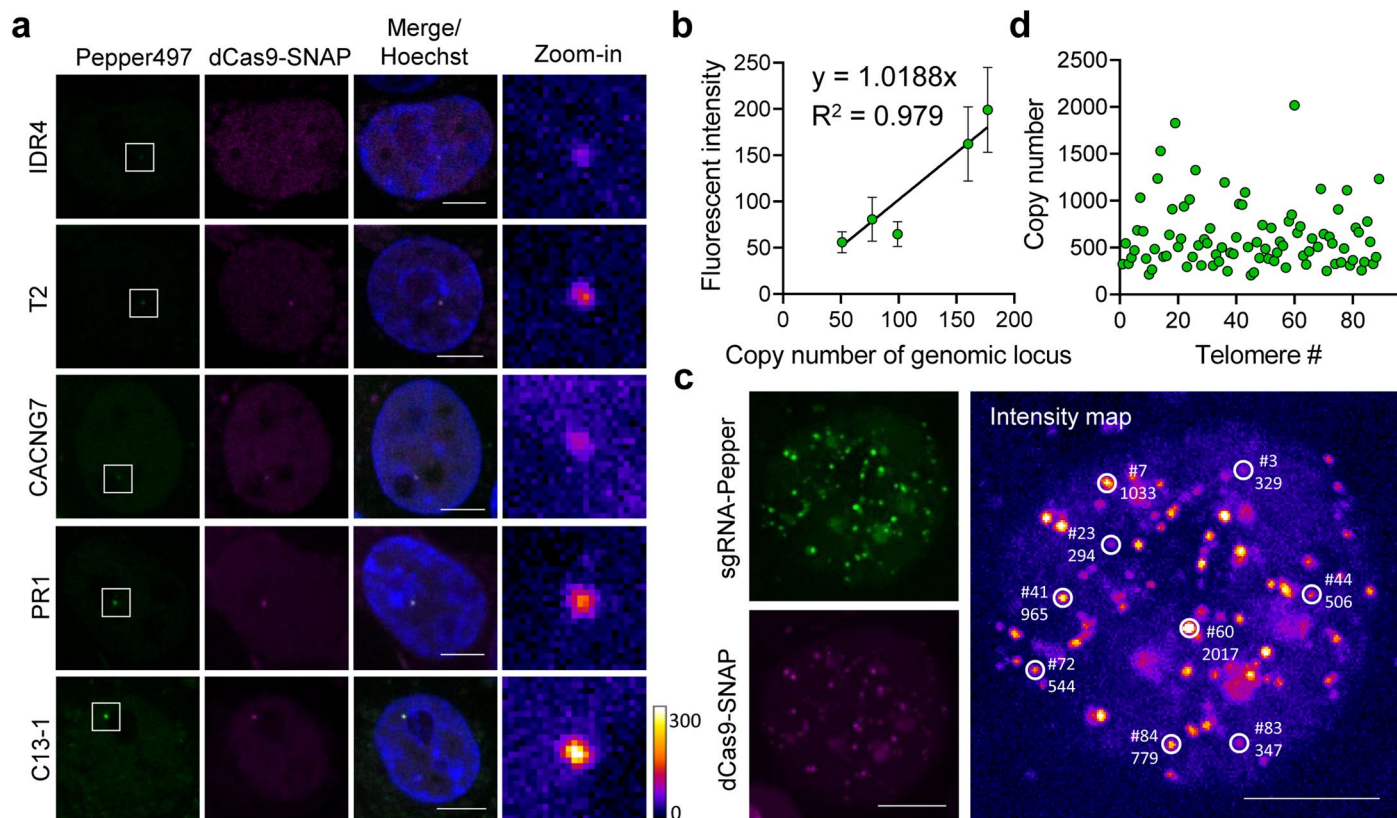 a
Pepper497
dCas9-SNAP
Merge/
Hoechst
Zoom-in
IDR4
T2
CACNG7
PR1
C13-1
300
0
b
Fluorescent intensity
250
200
150
100
50
0
y = 1.0188x
R² = 0.979
0
50
100
150
200
Copy number of genomic locus
d
Copy number
2500
2000
1500
1000
500
0
0
20
40
60
80
Telomere #
c
sgRNA-Pepper
dCas9-SNAP
Intensity map
#7
1033
#3
329
#23
294
#41
965
#44
506
#60
2017
#72
544
#84
779
#83
347